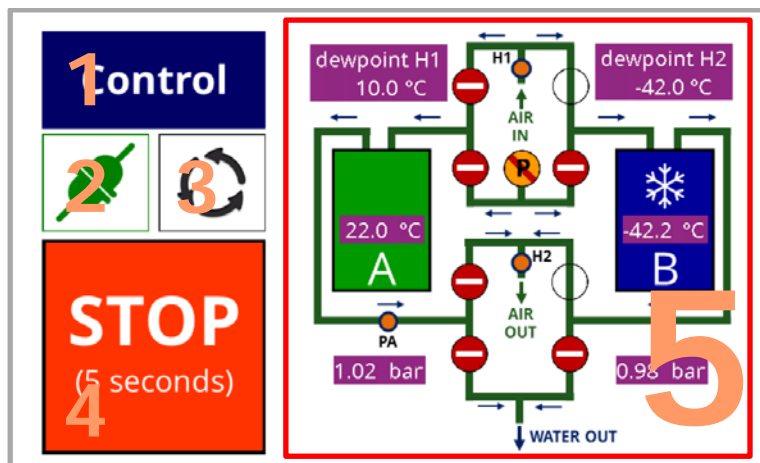 1
Control
2
3
STOP
(5 seconds)
4
dewpoint H1
10.0 °C
H1
dewpoint H2
-42.0 °C
AIR
IN
P
22.0 °C
A
-42.2 °C
B
H2
AIR
OUT
PA
1.02 bar
0.98 bar
5
WATER OUT